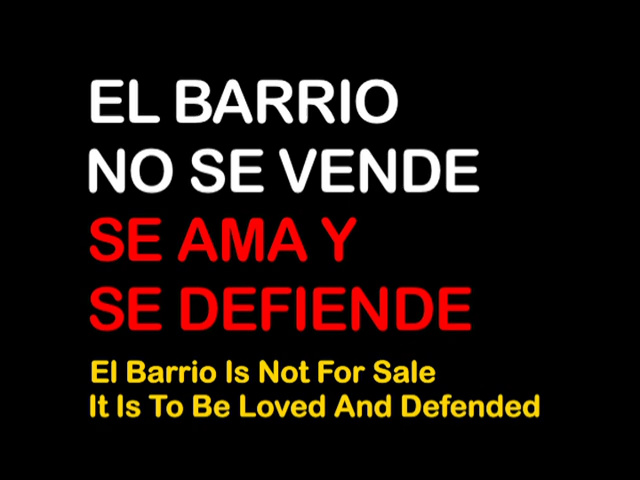 EL BARRIO
NO SE VENDE
SE AMA Y
SE DEFIENDE
El Barrio Is Not For Sale
It Is To Be Loved And Defended